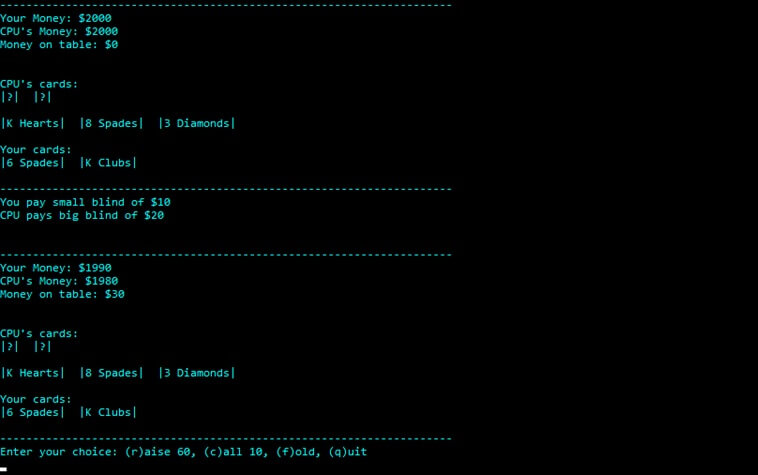 ----------------------------------------------------------------------
Your Money: $2000
CPU's Money: $2000
Money on table: $0
CPU's cards:
|?|  |?|
|K Hearts|  |8 Spades|  |3 Diamonds|
Your cards:
|6 Spades|  |K Clubs|
----------------------------------------------------------------------
You pay small blind of $10
CPU pays big blind of $20
----------------------------------------------------------------------
Your Money: $1990
CPU's Money: $1980
Money on table: $30
CPU's cards:
|?|  |?|
|K Hearts|  |8 Spades|  |3 Diamonds|
Your cards:
|6 Spades|  |K Clubs|
----------------------------------------------------------------------
Enter your choice: (r)aise 60, (c)all 10, (f)old, (q)uit